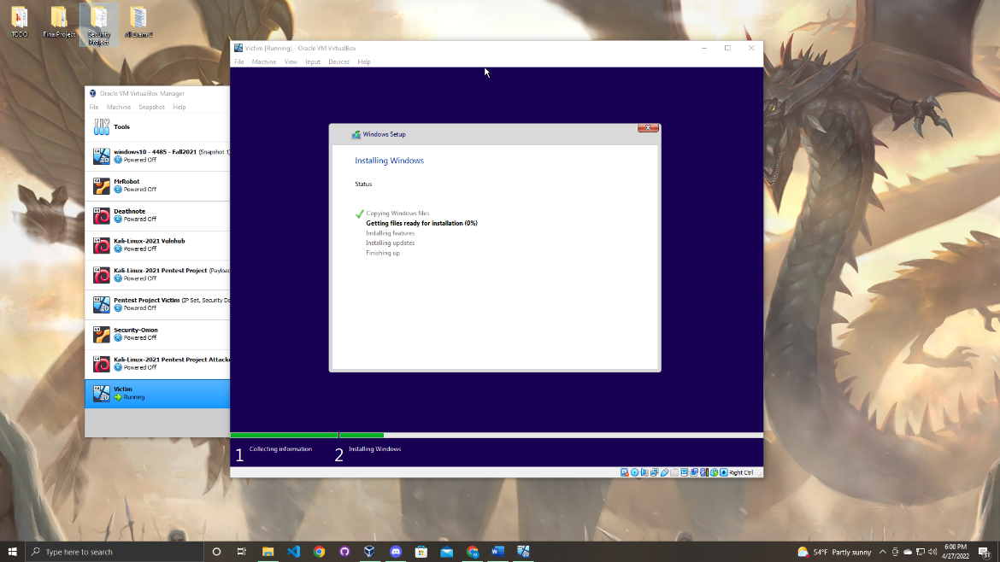 TODO
Final Project
Security
Project
AI Exam 2
Victim [Running] - Oracle VM VirtualBox
File Machine View Input Devices Help
Oracle VM VirtualBox Manager
File Machine Snapshot Help
Tools
windows10 - 4485 - Fall2021 (Snapshot 1)
Powered Off
MrRobot
Powered Off
Deathnote
Powered Off
Kali-Linux-2021 Vulnhub
Powered Off
Kali-Linux-2021 Pentest Project (Payload
Powered Off
Pentest Project Victim (IP Set, Security
Powered Off
Security-Onion
Powered Off
Kali-Linux-2021 Pentest Project Attack
Powered Off
Victim
Running
Windows Setup
Installing Windows
Status
Copying Windows files
Getting files ready for installation (0%)
Installing features
Installing updates
Finishing up
1 Collecting information
2 Installing Windows
Right Ctrl
Type here to search
54°F Partly sunny
6:00 PM
4/27/2022